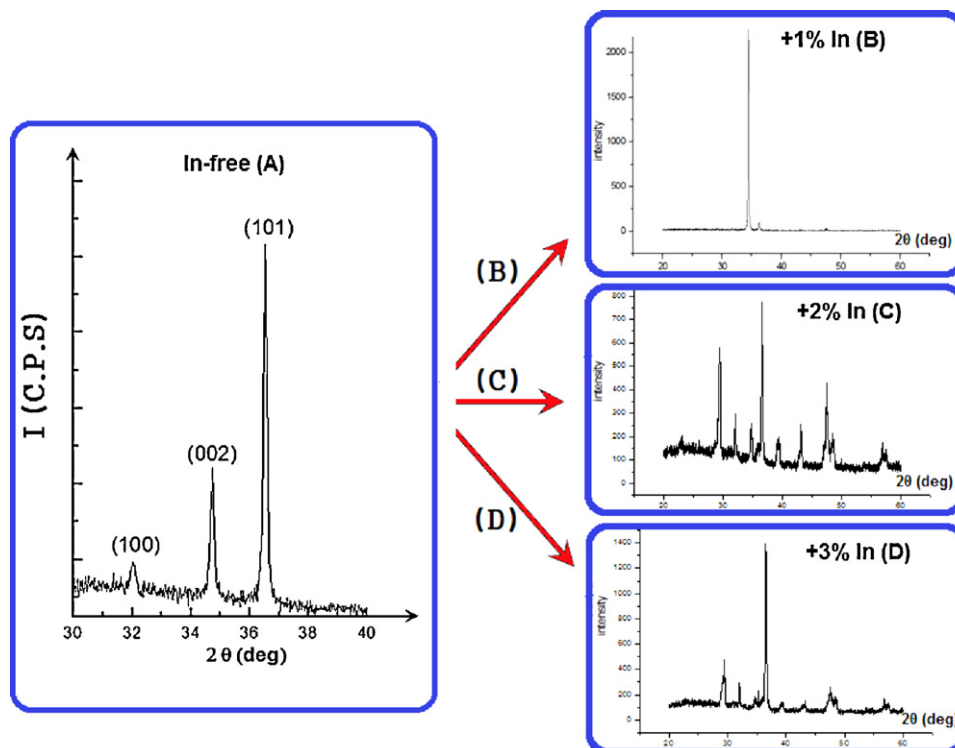 In-free (A)
I (C.P.S)
(100)
(002)
(101)
30 32 34 36 38 40
2 θ (deg)
(B)
(C)
(D)
+1% In (B)
intensity
2000
1500
1000
500
0
2θ (deg)
20 30 40 50 60
+2% In (C)
intensity
800
700
600
500
400
300
200
100
0
2θ (deg)
20 30 40 50 60
+3% In (D)
intensity
1400
1200
1000
800
600
400
200
0
2θ (deg)
20 30 40 50 60